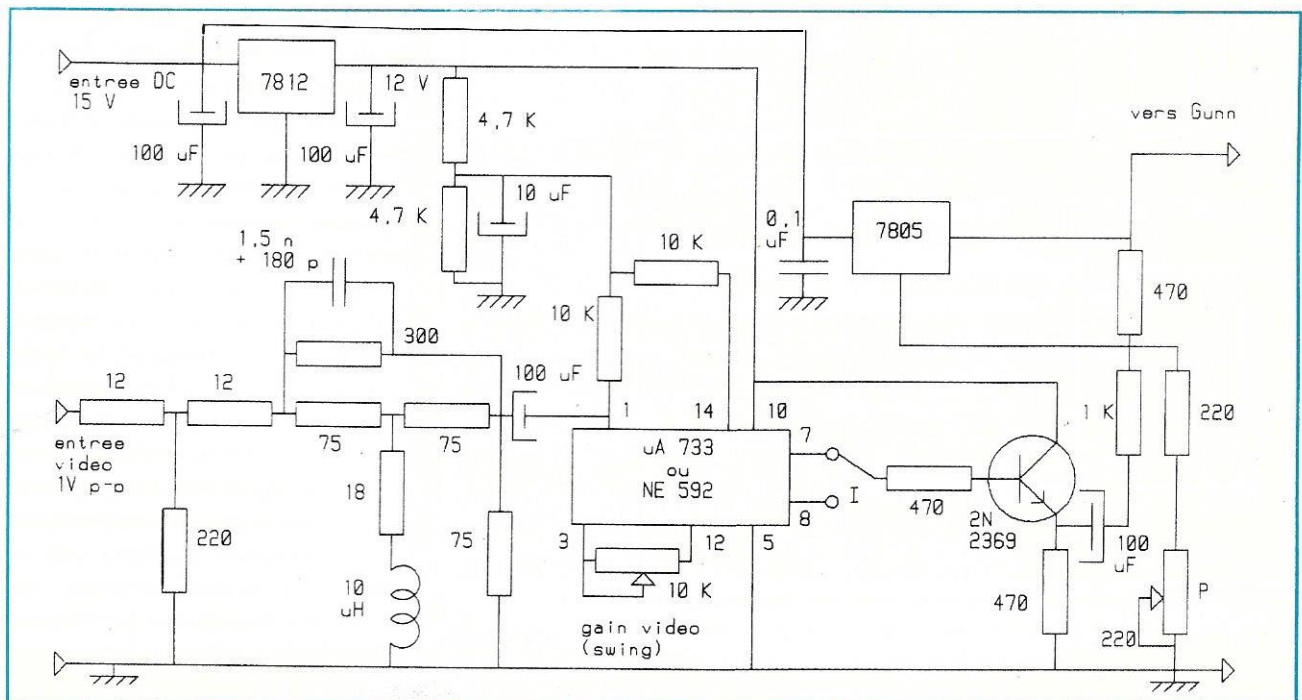 entree DC
15 V
7812
12 V
100 uF
100 uF
4,7 K
4,7 K
10 uF
vers Gunn
0,1
uF
7805
470
1,5 n
+ 180 p
300
10 K
10 K
12
12
75
75
100 uF
entree
video
1V p-p
220
18
10
uH
75
1
14
10
uA 733
ou
NE 592
7
8
I
3
12
5
10 K
gain video
(swing)
470
2N
2369
470
100
uF
1 K
220
P
220